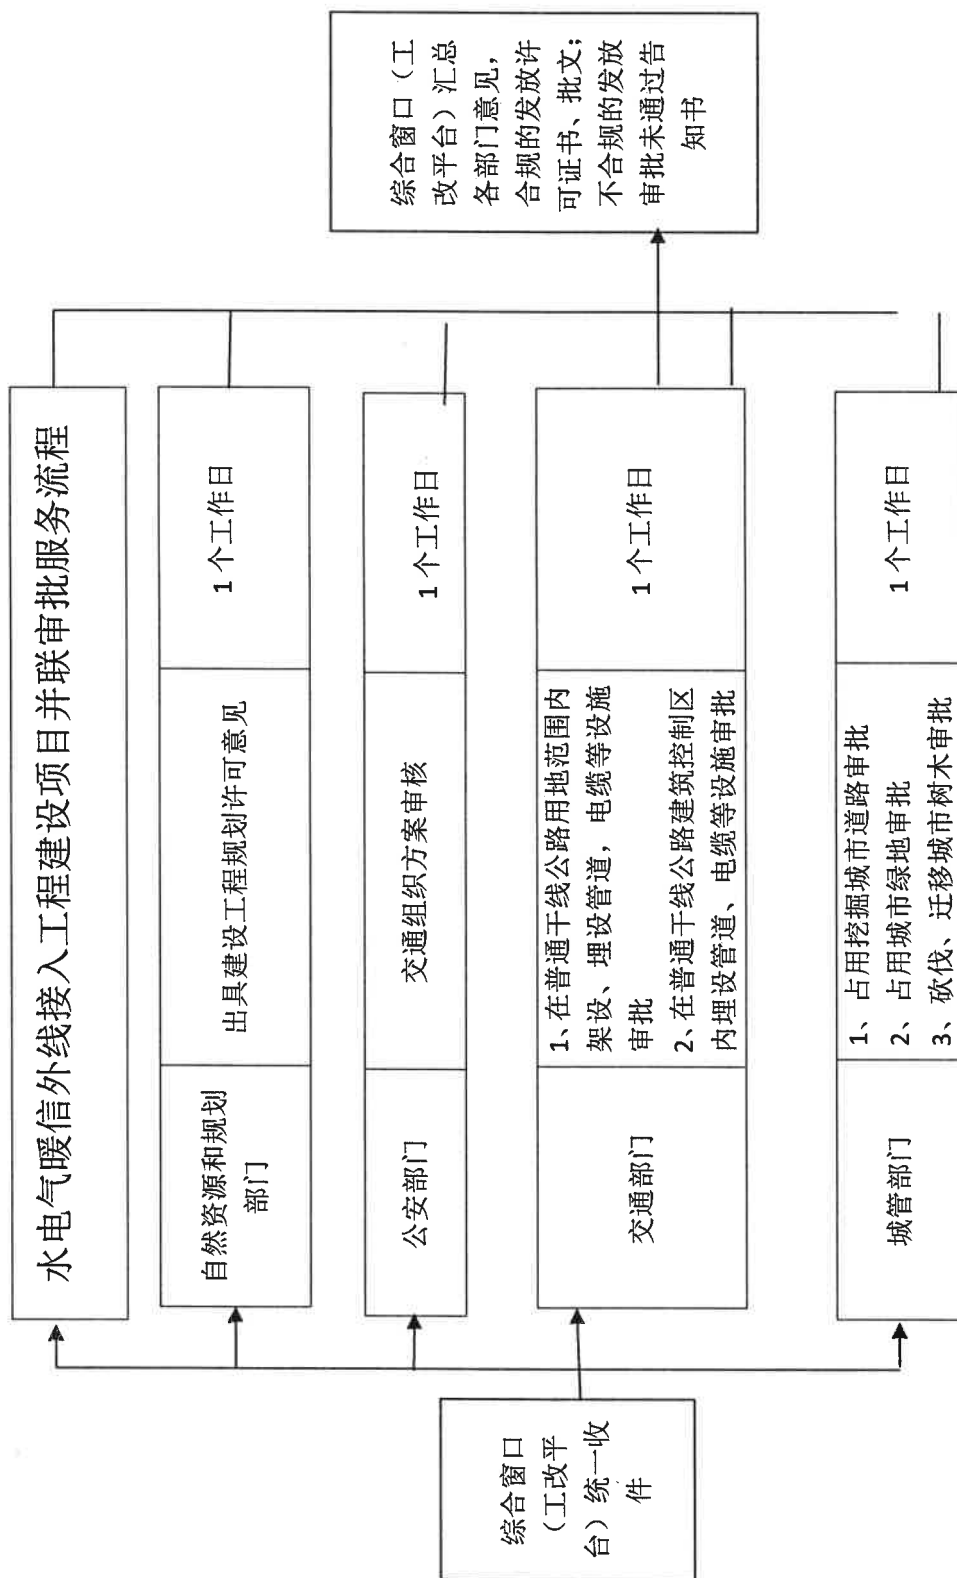 水电气暖信外线接入工程建设项目并联审批服务流程
综合窗口
（工改平
台）统一收
件
自然资源和规划
部门
出具建设工程规划许可意见
1个工作日
公安部门
交通组织方案审核
1个工作日
交通部门
1、在普通干线公路用地范围内
架设、埋设管道，电缆等设施
审批
2、在普通干线公路建筑控制区
内埋设管道、电缆等设施审批
1个工作日
城管部门
1、占用挖掘城市道路审批
2、占用城市绿地审批
3、砍伐、迁移城市树木审批
1个工作日
综合窗口（工
改平台）汇总
各部门意见，
合规的发放许
可证书、批文；
不合规的发放
审批未通过告
知书